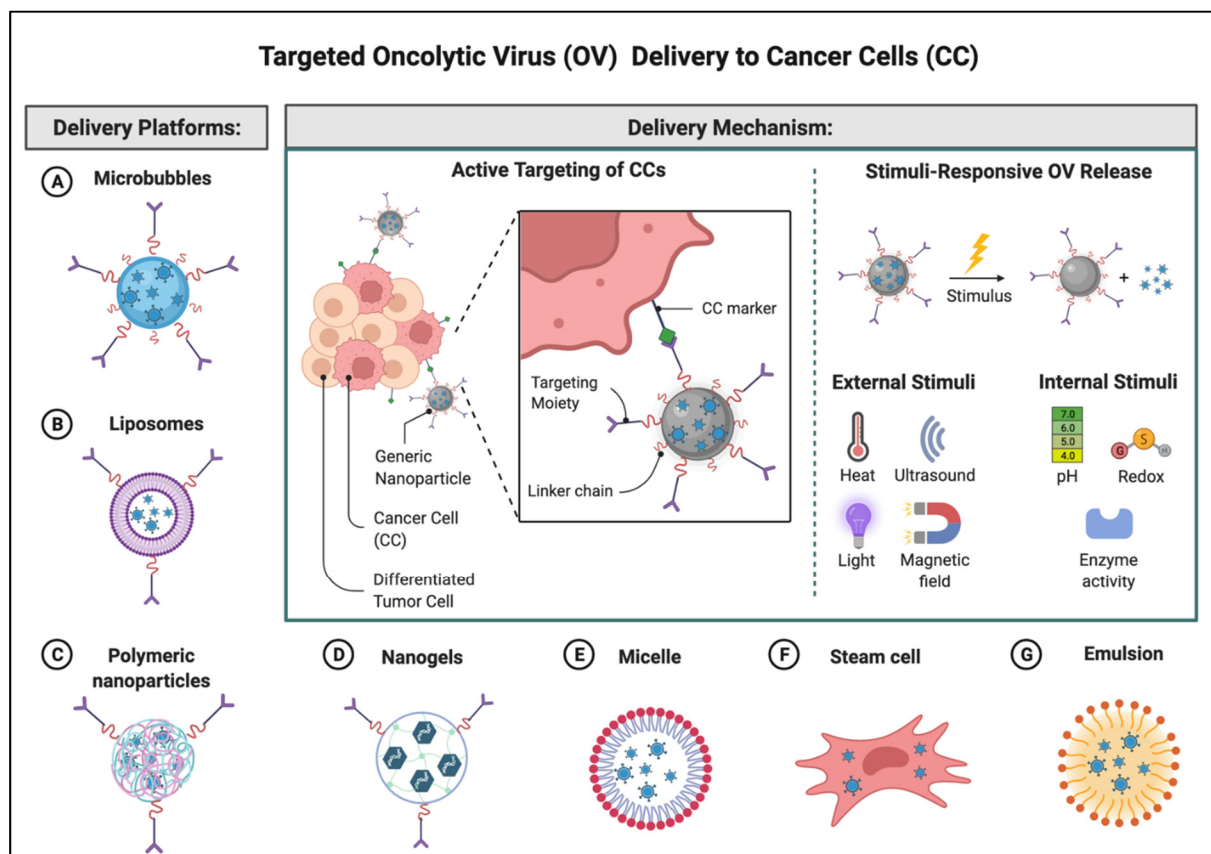 Targeted Oncolytic Virus (OV) Delivery to Cancer Cells (CC)
Delivery Platforms:
Delivery Mechanism:
A Microbubbles
B Liposomes
C Polymeric
nanoparticles
Active Targeting of CCs
CC marker
Targeting
Moiety
Linker chain
Generic
Nanoparticle
Cancer Cell
(CC)
Differentiated
Tumor Cell
Stimuli-Responsive OV Release
Stimulus
+
External Stimuli
Heat
Ultrasound
Light
Magnetic
field
Internal Stimuli
7.0
6.0
5.0
4.0
pH
G S H
Redox
Enzyme
activity
D Nanogels
E Micelle
F Steam cell
G Emulsion